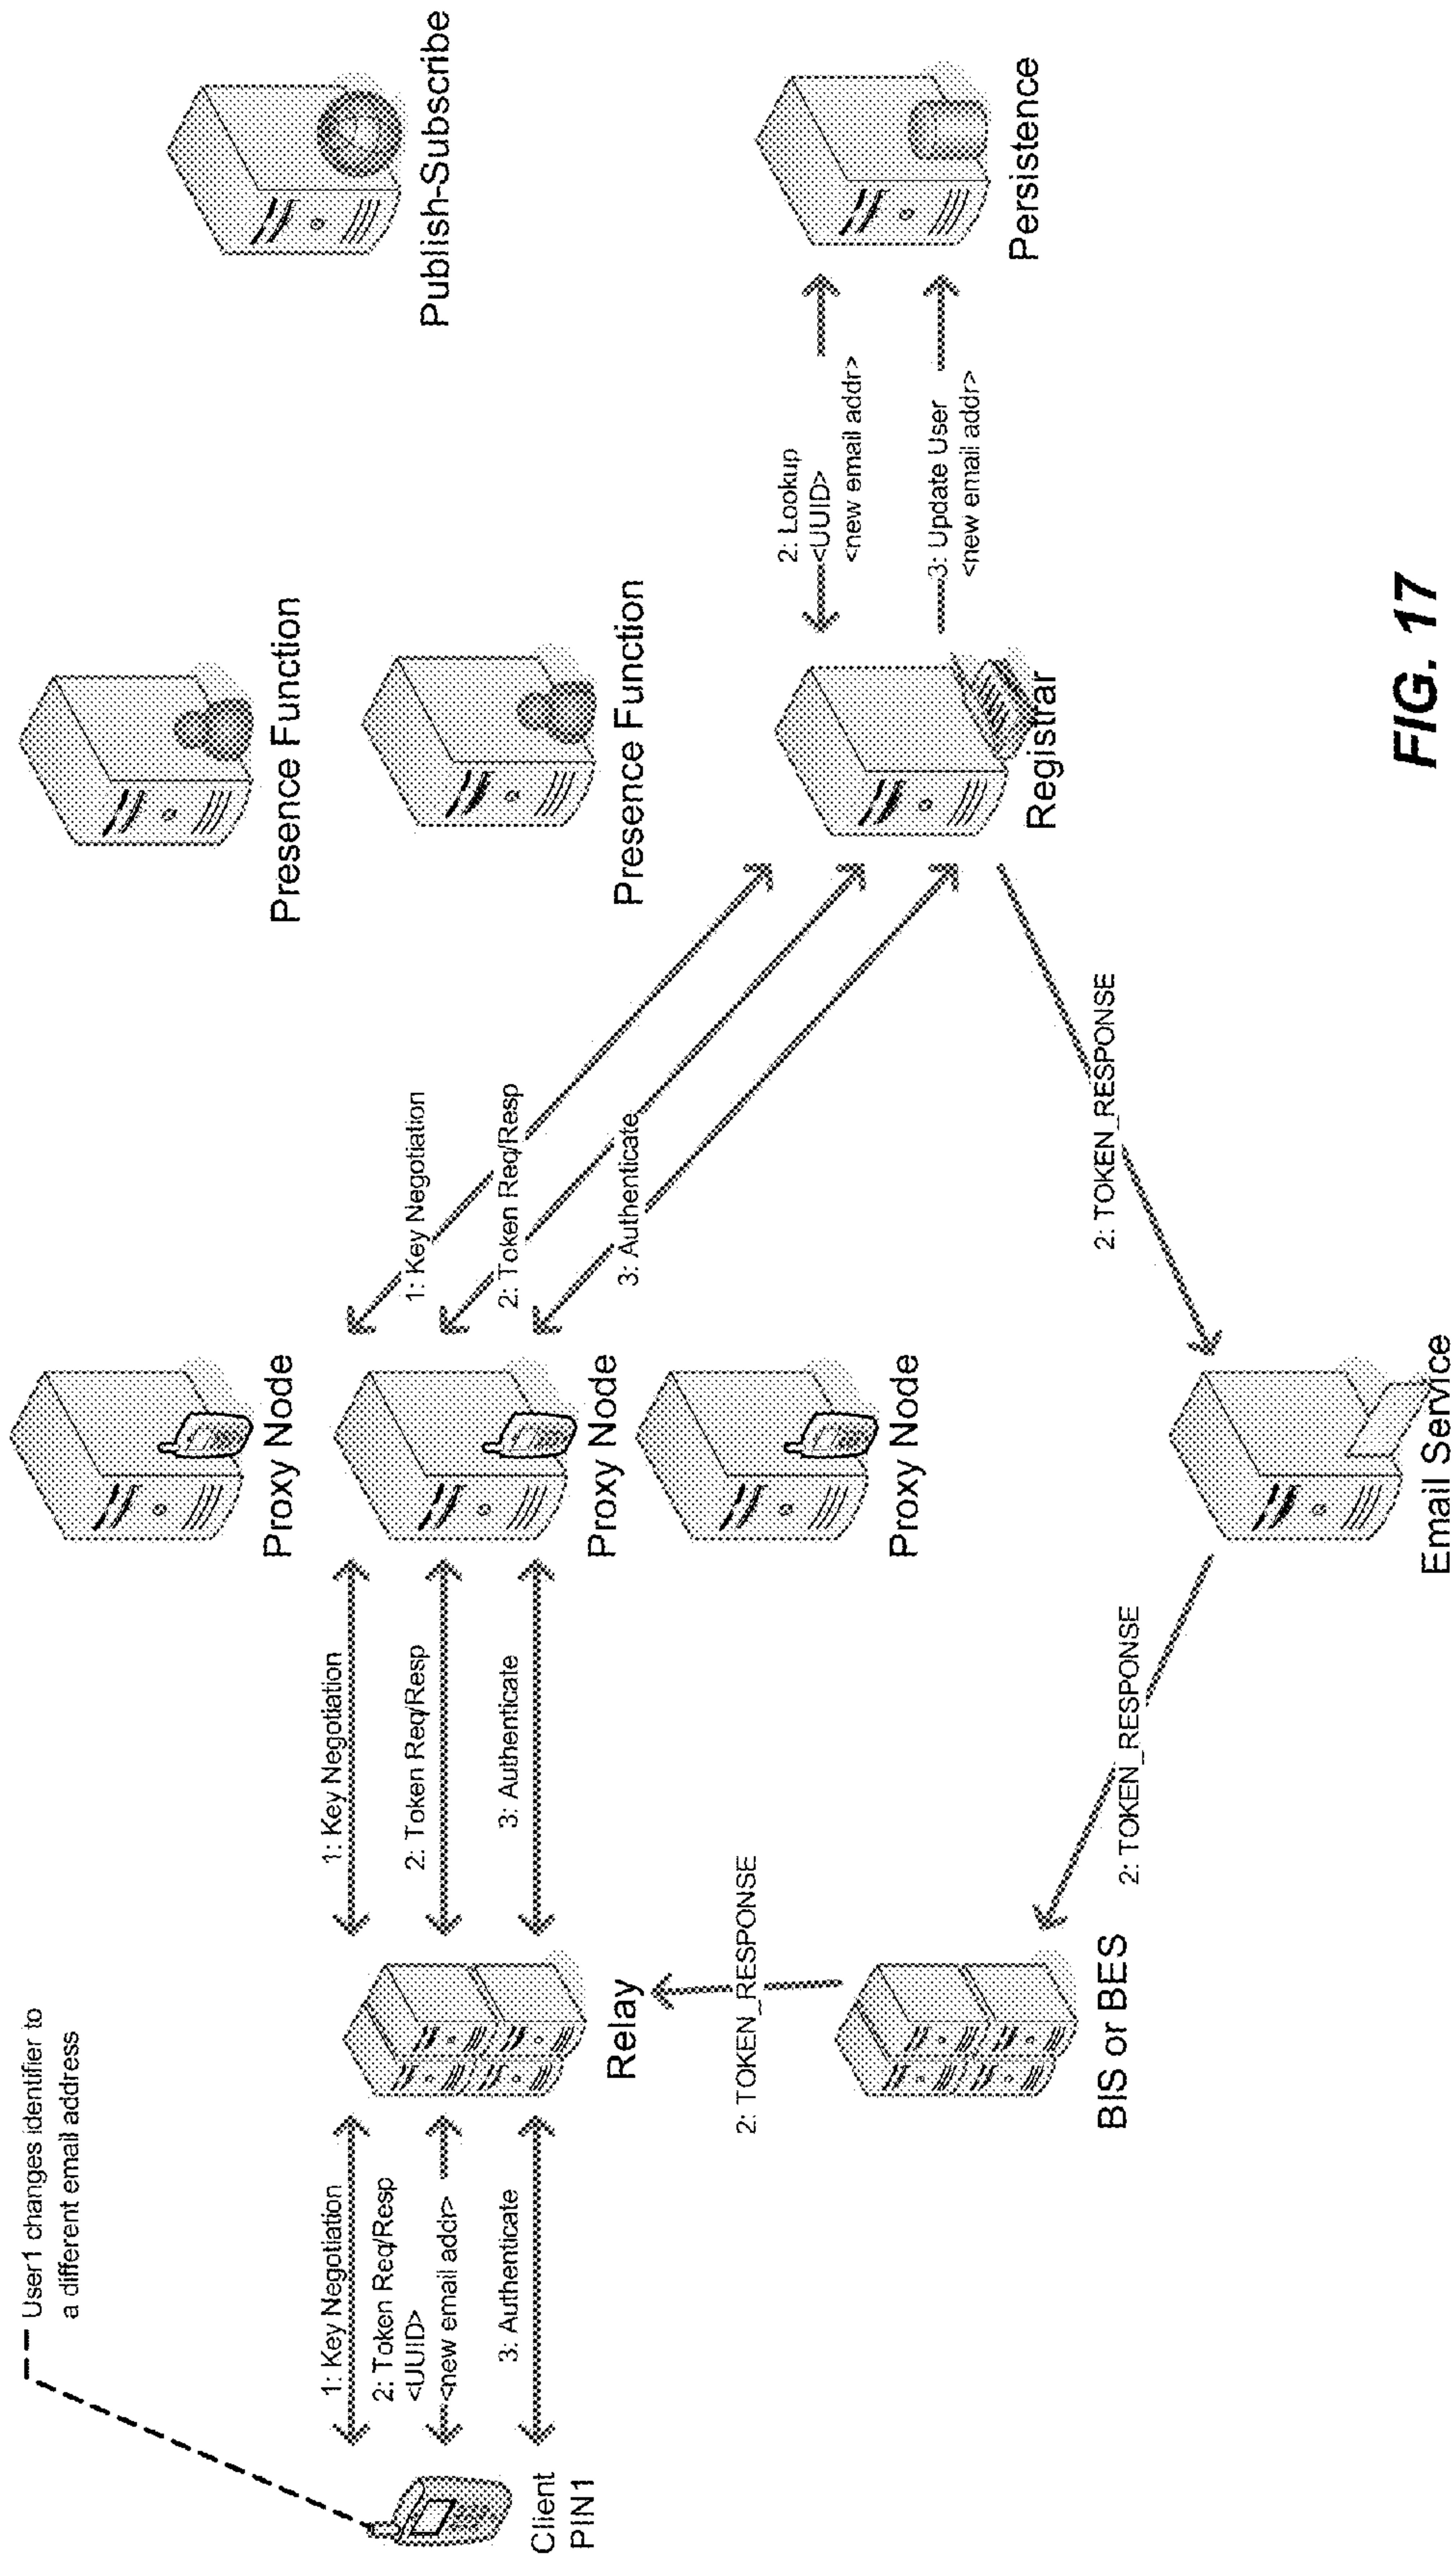 User1 changes identifier to
a different email address
Client
PIN1
1: Key Negotiation
2: Token Req/Resp
<UUID>
<new email addr>
3: Authenticate
Relay
2: TOKEN_RESPONSE
BIS or BES
1: Key Negotiation
2: Token Req/Resp
3: Authenticate
2: TOKEN_RESPONSE
Proxy Node
Proxy Node
Proxy Node
Email Service
1: Key Negotiation
2: Token Req/Resp
3: Authenticate
2: TOKEN_RESPONSE
Presence Function
Presence Function
Registrar
2: Lookup
<UUID>
<new email addr>
3: Update User
<new email addr>
Publish-Subscribe
Persistence
FIG. 17